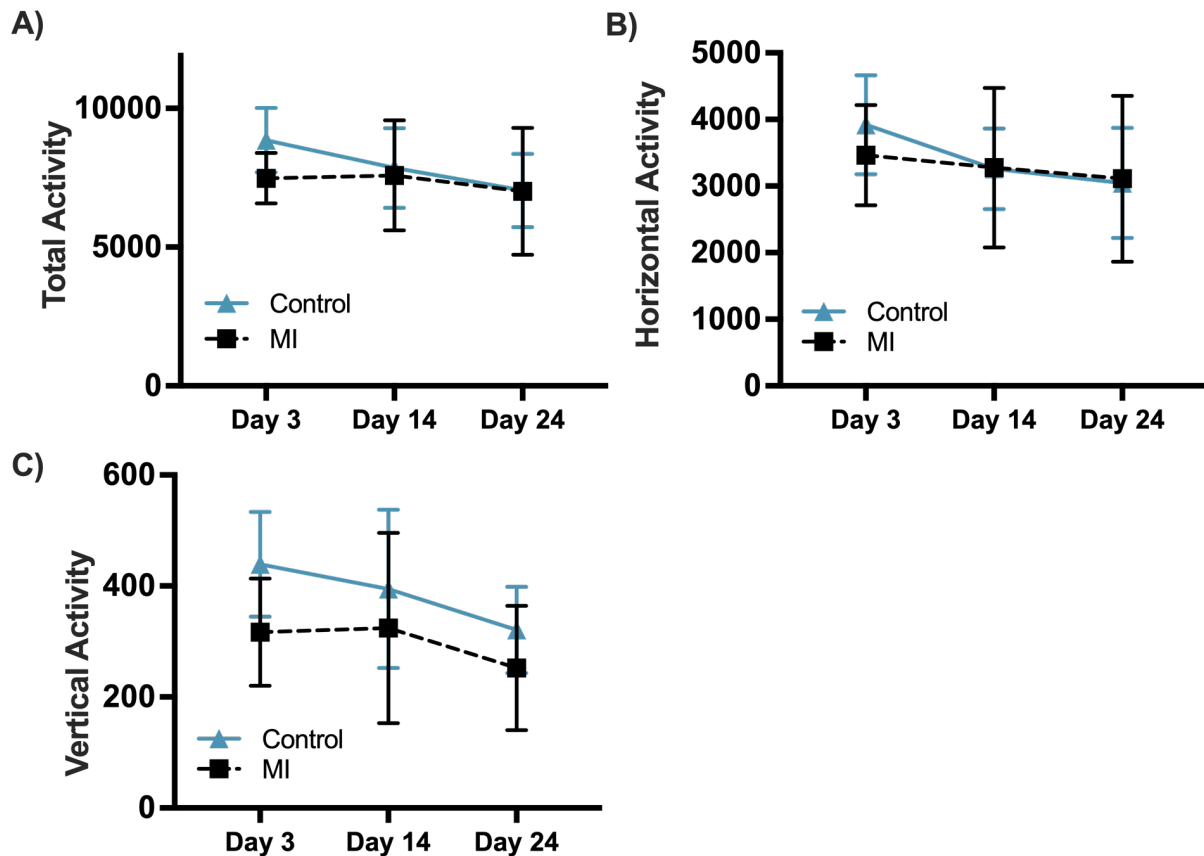 A)
Total Activity
10000
5000
0
Control
MI
Day 3 Day 14 Day 24
B)
Horizontal Activity
5000
4000
3000
2000
1000
0
Control
MI
Day 3 Day 14 Day 24
C)
Vertical Activity
600
400
200
0
Control
MI
Day 3 Day 14 Day 24